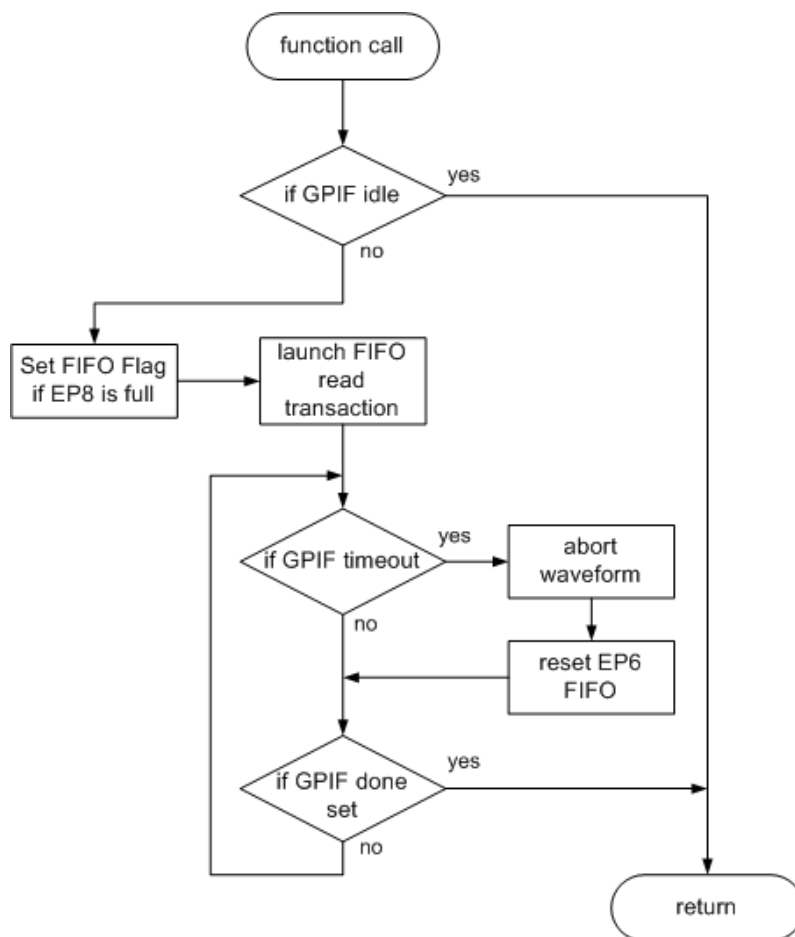 function call
if GPIF idle
yes
no
Set FIFO Flag
if EP8 is full
launch FIFO
read
transaction
if GPIF timeout
yes
no
abort
waveform
reset EP6
FIFO
if GPIF done
set
yes
no
return